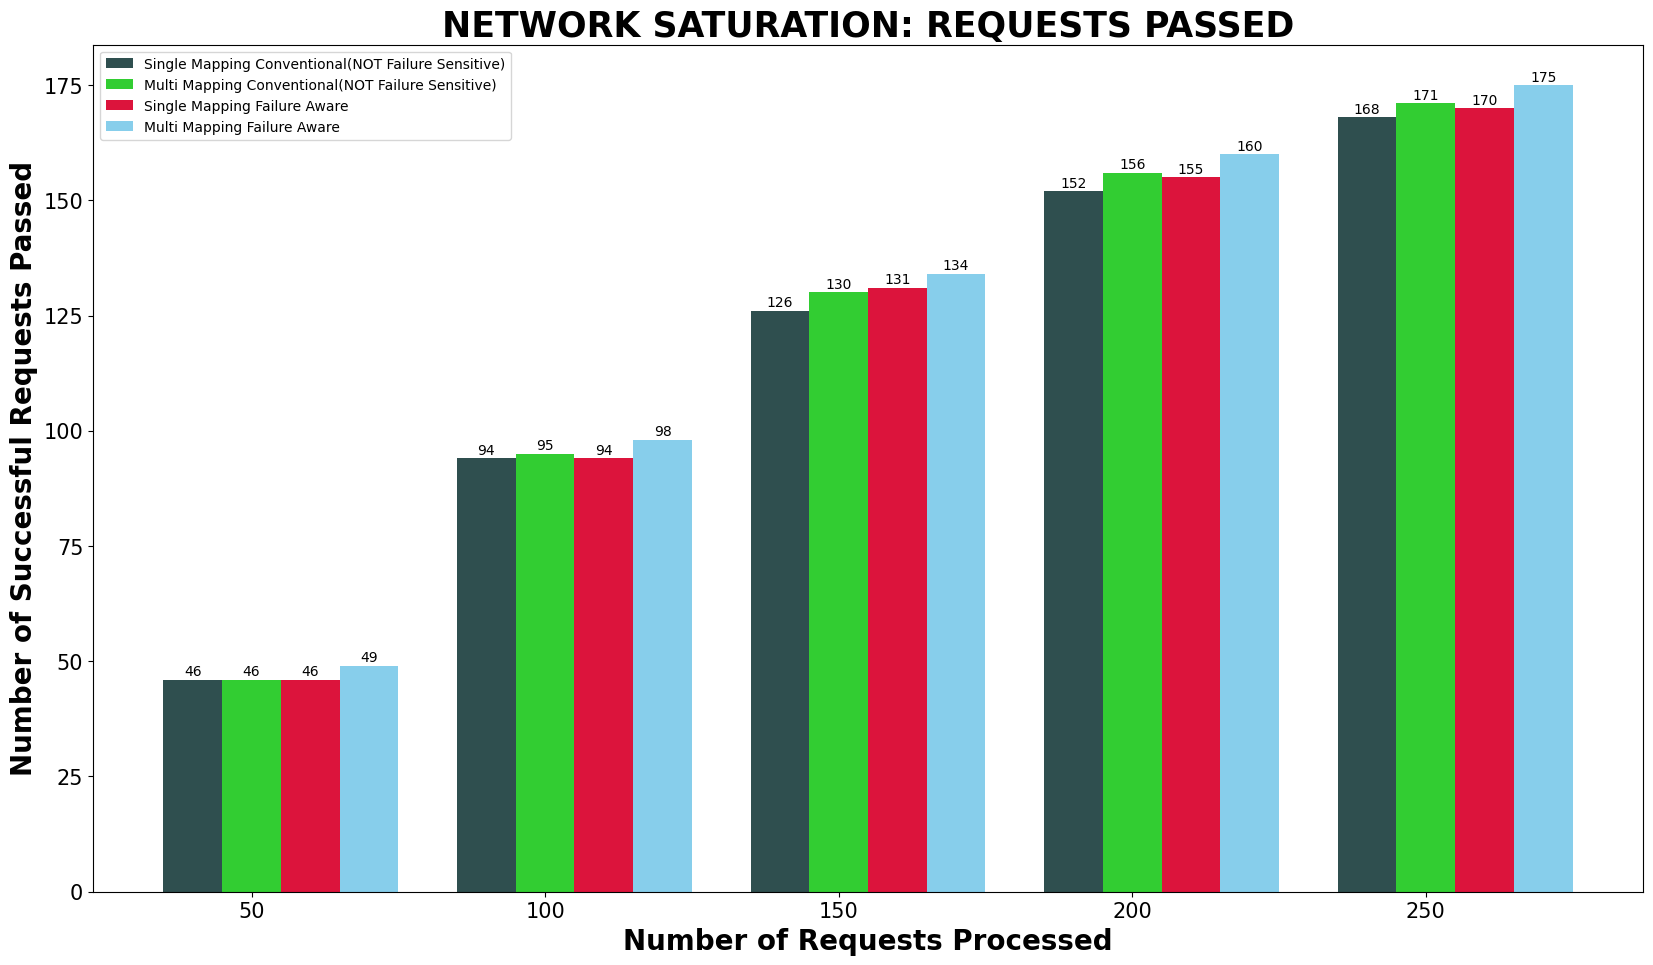 NETWORK SATURATION: REQUESTS PASSED
Single Mapping Conventional(NOT Failure Sensitive)
Multi Mapping Conventional(NOT Failure Sensitive)
Single Mapping Failure Aware
Multi Mapping Failure Aware
Number of Successful Requests Passed
175
150
125
100
75
50
25
0
46 46 46 49
94 95 94 98
126 130 131 134
152 156 155 160
168 171 170 175
50 100 150 200 250
Number of Requests Processed